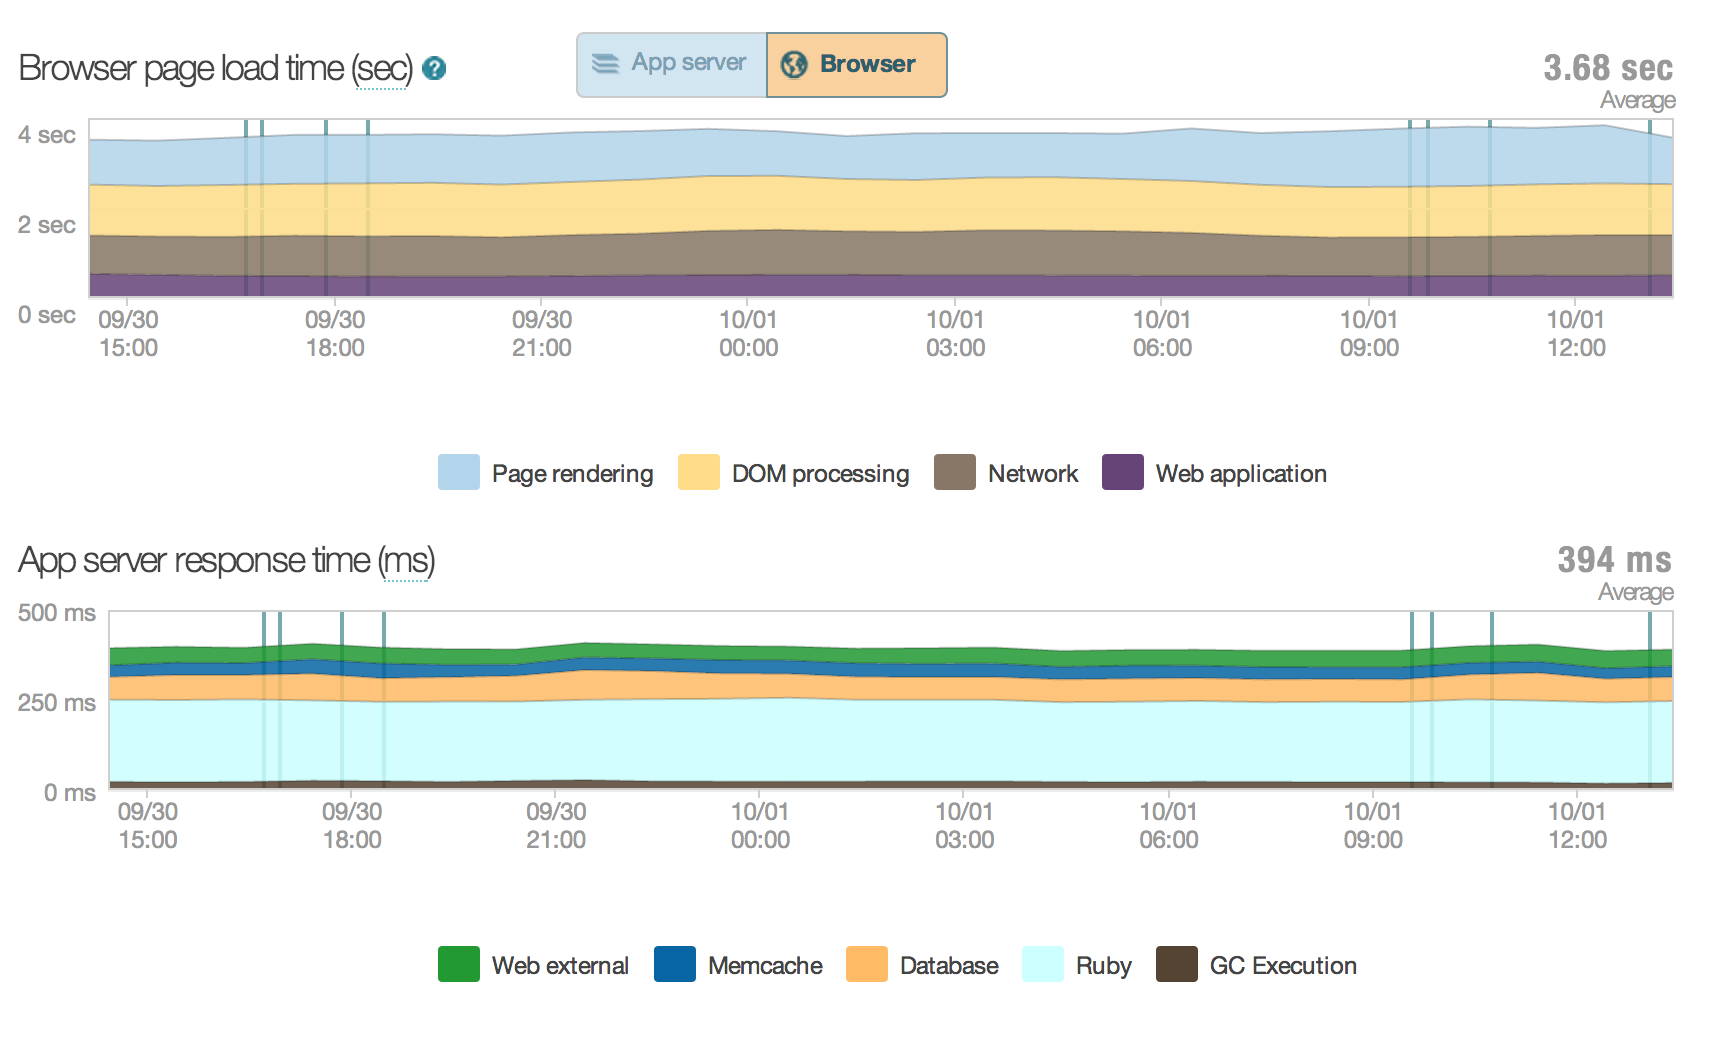 Browser page load time (sec) ?
App server
Browser
3.68 sec
Average
4 sec
2 sec
0 sec
09/30 09/30 09/30 10/01 10/01 10/01 10/01 10/01
15:00 18:00 21:00 00:00 03:00 06:00 09:00 12:00
Page rendering DOM processing Network Web application
App server response time (ms)
394 ms
Average
500 ms
250 ms
0 ms
09/30 09/30 09/30 10/01 10/01 10/01 10/01 10/01
15:00 18:00 21:00 00:00 03:00 06:00 09:00 12:00
Web external Memcache Database Ruby GC Execution